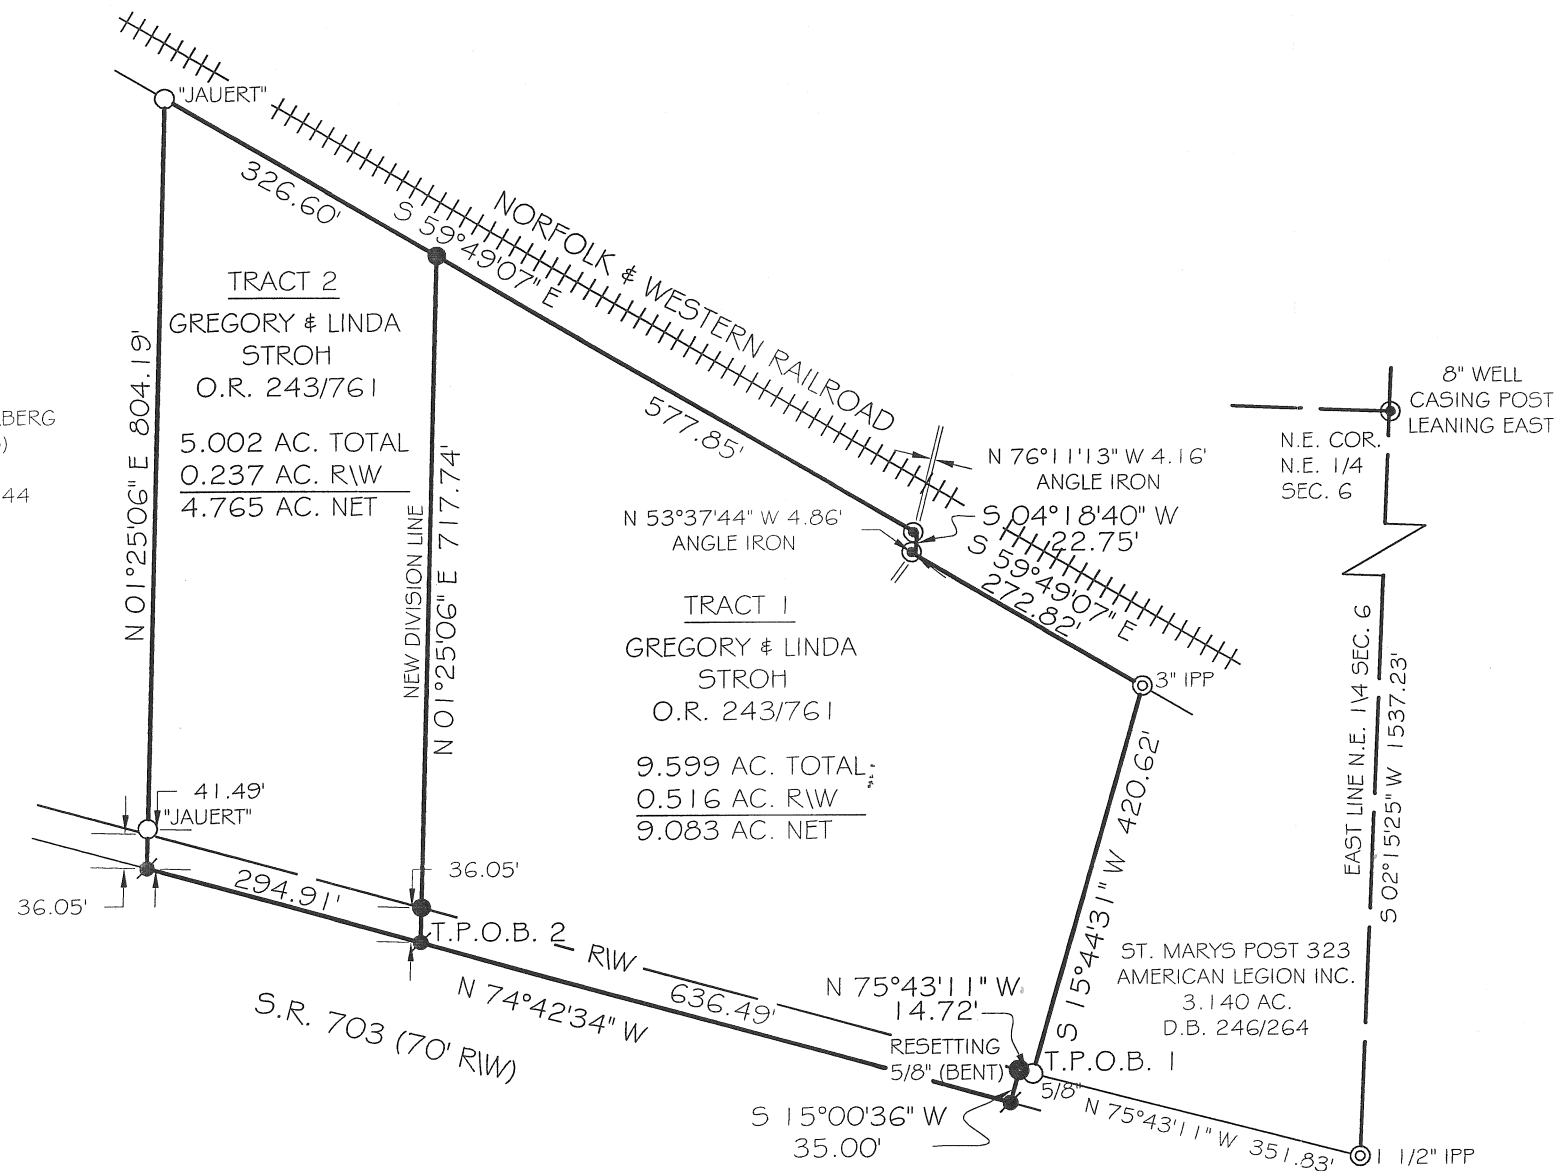 "JAUERT"
326.60'
S 59°49'07" E
NORFOLK & WESTERN RAILROAD
577.85'
TRACT 2
GREGORY & LINDA
STROH
O.R. 243/761
5.002 AC. TOTAL
0.237 AC. R\W
4.765 AC. NET
N 01°25'06" E 804.19'
BERG
)
44
NEW DIVISION LINE
N 01°25'06" E 717.74'
8" WELL
CASING POST
LEANING EAST
N.E. COR.
N.E. 1/4
SEC. 6
N 76°11'13" W 4.16'
ANGLE IRON
N 53°37'44" W 4.86'
ANGLE IRON
S 04°18'40" W
22.75'
S 59°49'07" E
272.82'
TRACT 1
GREGORY & LINDA
STROH
O.R. 243/761
9.599 AC. TOTAL
0.516 AC. R\W
9.083 AC. NET
3" IPP
EAST LINE N.E. 1\4 SEC. 6
S 02°15'25" W 1537.23'
S 15°44'31" W 420.62'
41.49'
"JAUERT"
36.05'
36.05'
294.91'
T.P.O.B. 2
R\W
636.49'
N 74°42'34" W
S.R. 703 (70' R\W)
N 75°43'11" W
14.72'
RESETTING
5/8" (BENT)
T.P.O.B. 1
5/8"
S 15°00'36" W
35.00'
ST. MARYS POST 323
AMERICAN LEGION INC.
3.140 AC.
D.B. 246/264
N 75°43'11" W 351.83'
1 1/2" IPP